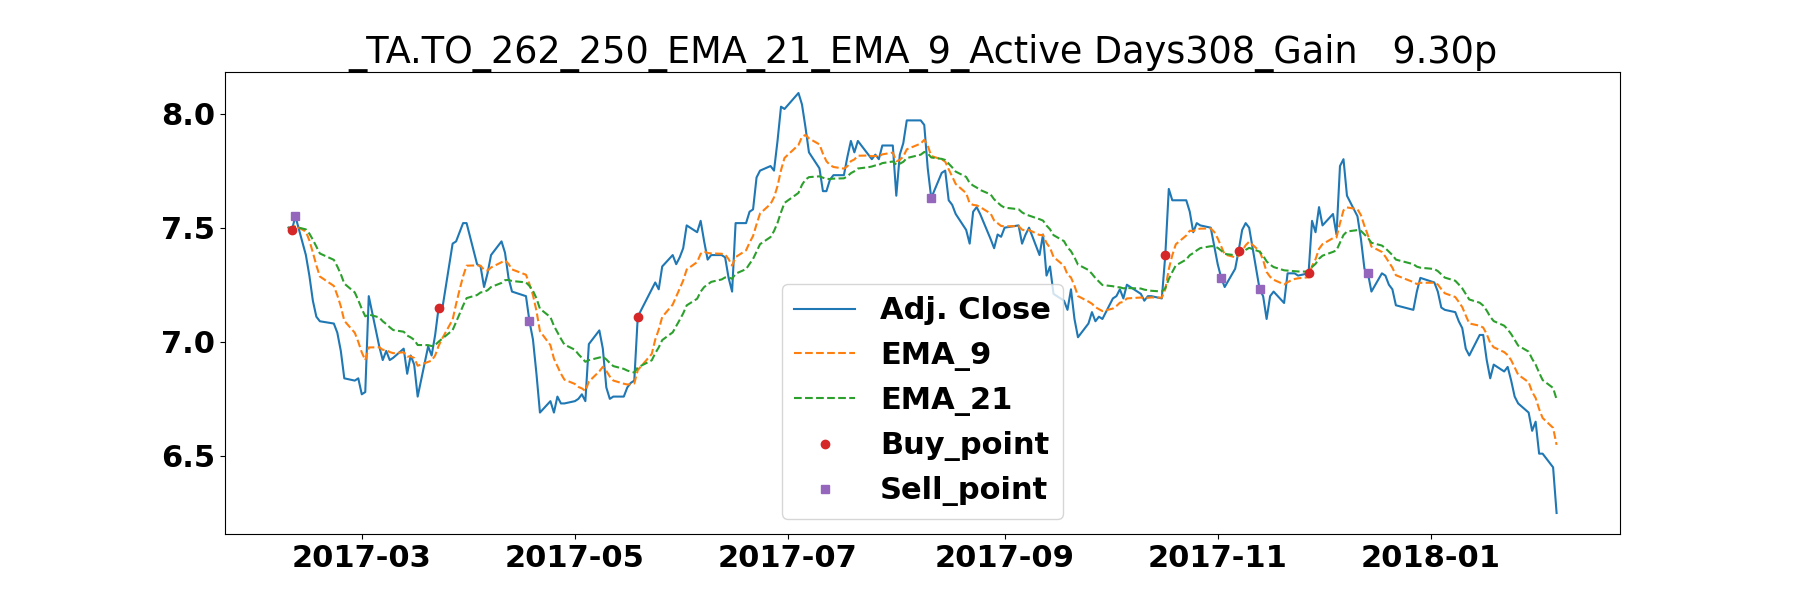 _TA.TO_262_250_EMA_21_EMA_9_Active Days308_Gain   9.30p
8.0
7.5
7.0
6.5
Adj. Close
EMA_9
EMA_21
Buy_point
Sell_point
2017-03 2017-05 2017-07 2017-09 2017-11 2018-01